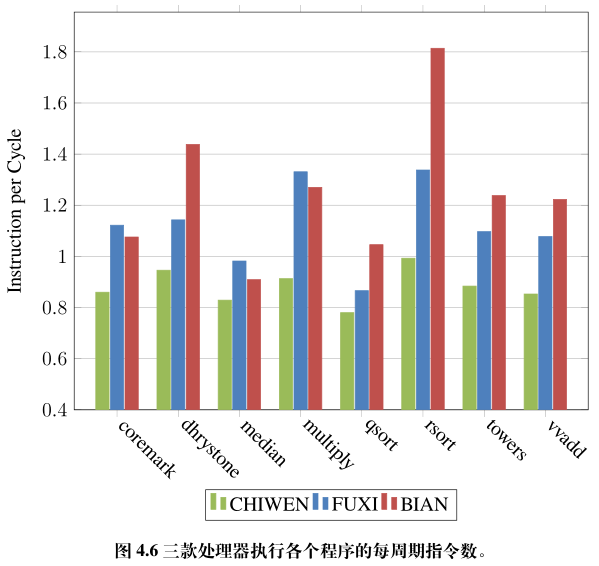 Instruction per Cycle
1.8
1.6
1.4
1.2
1
0.8
0.6
0.4
coremark
dhrystone
median
multiply
qsort
rsort
towers
vvadd
CHIWEN FUXI BIAN
图 4.6 三款处理器执行各个程序的每周期指令数。